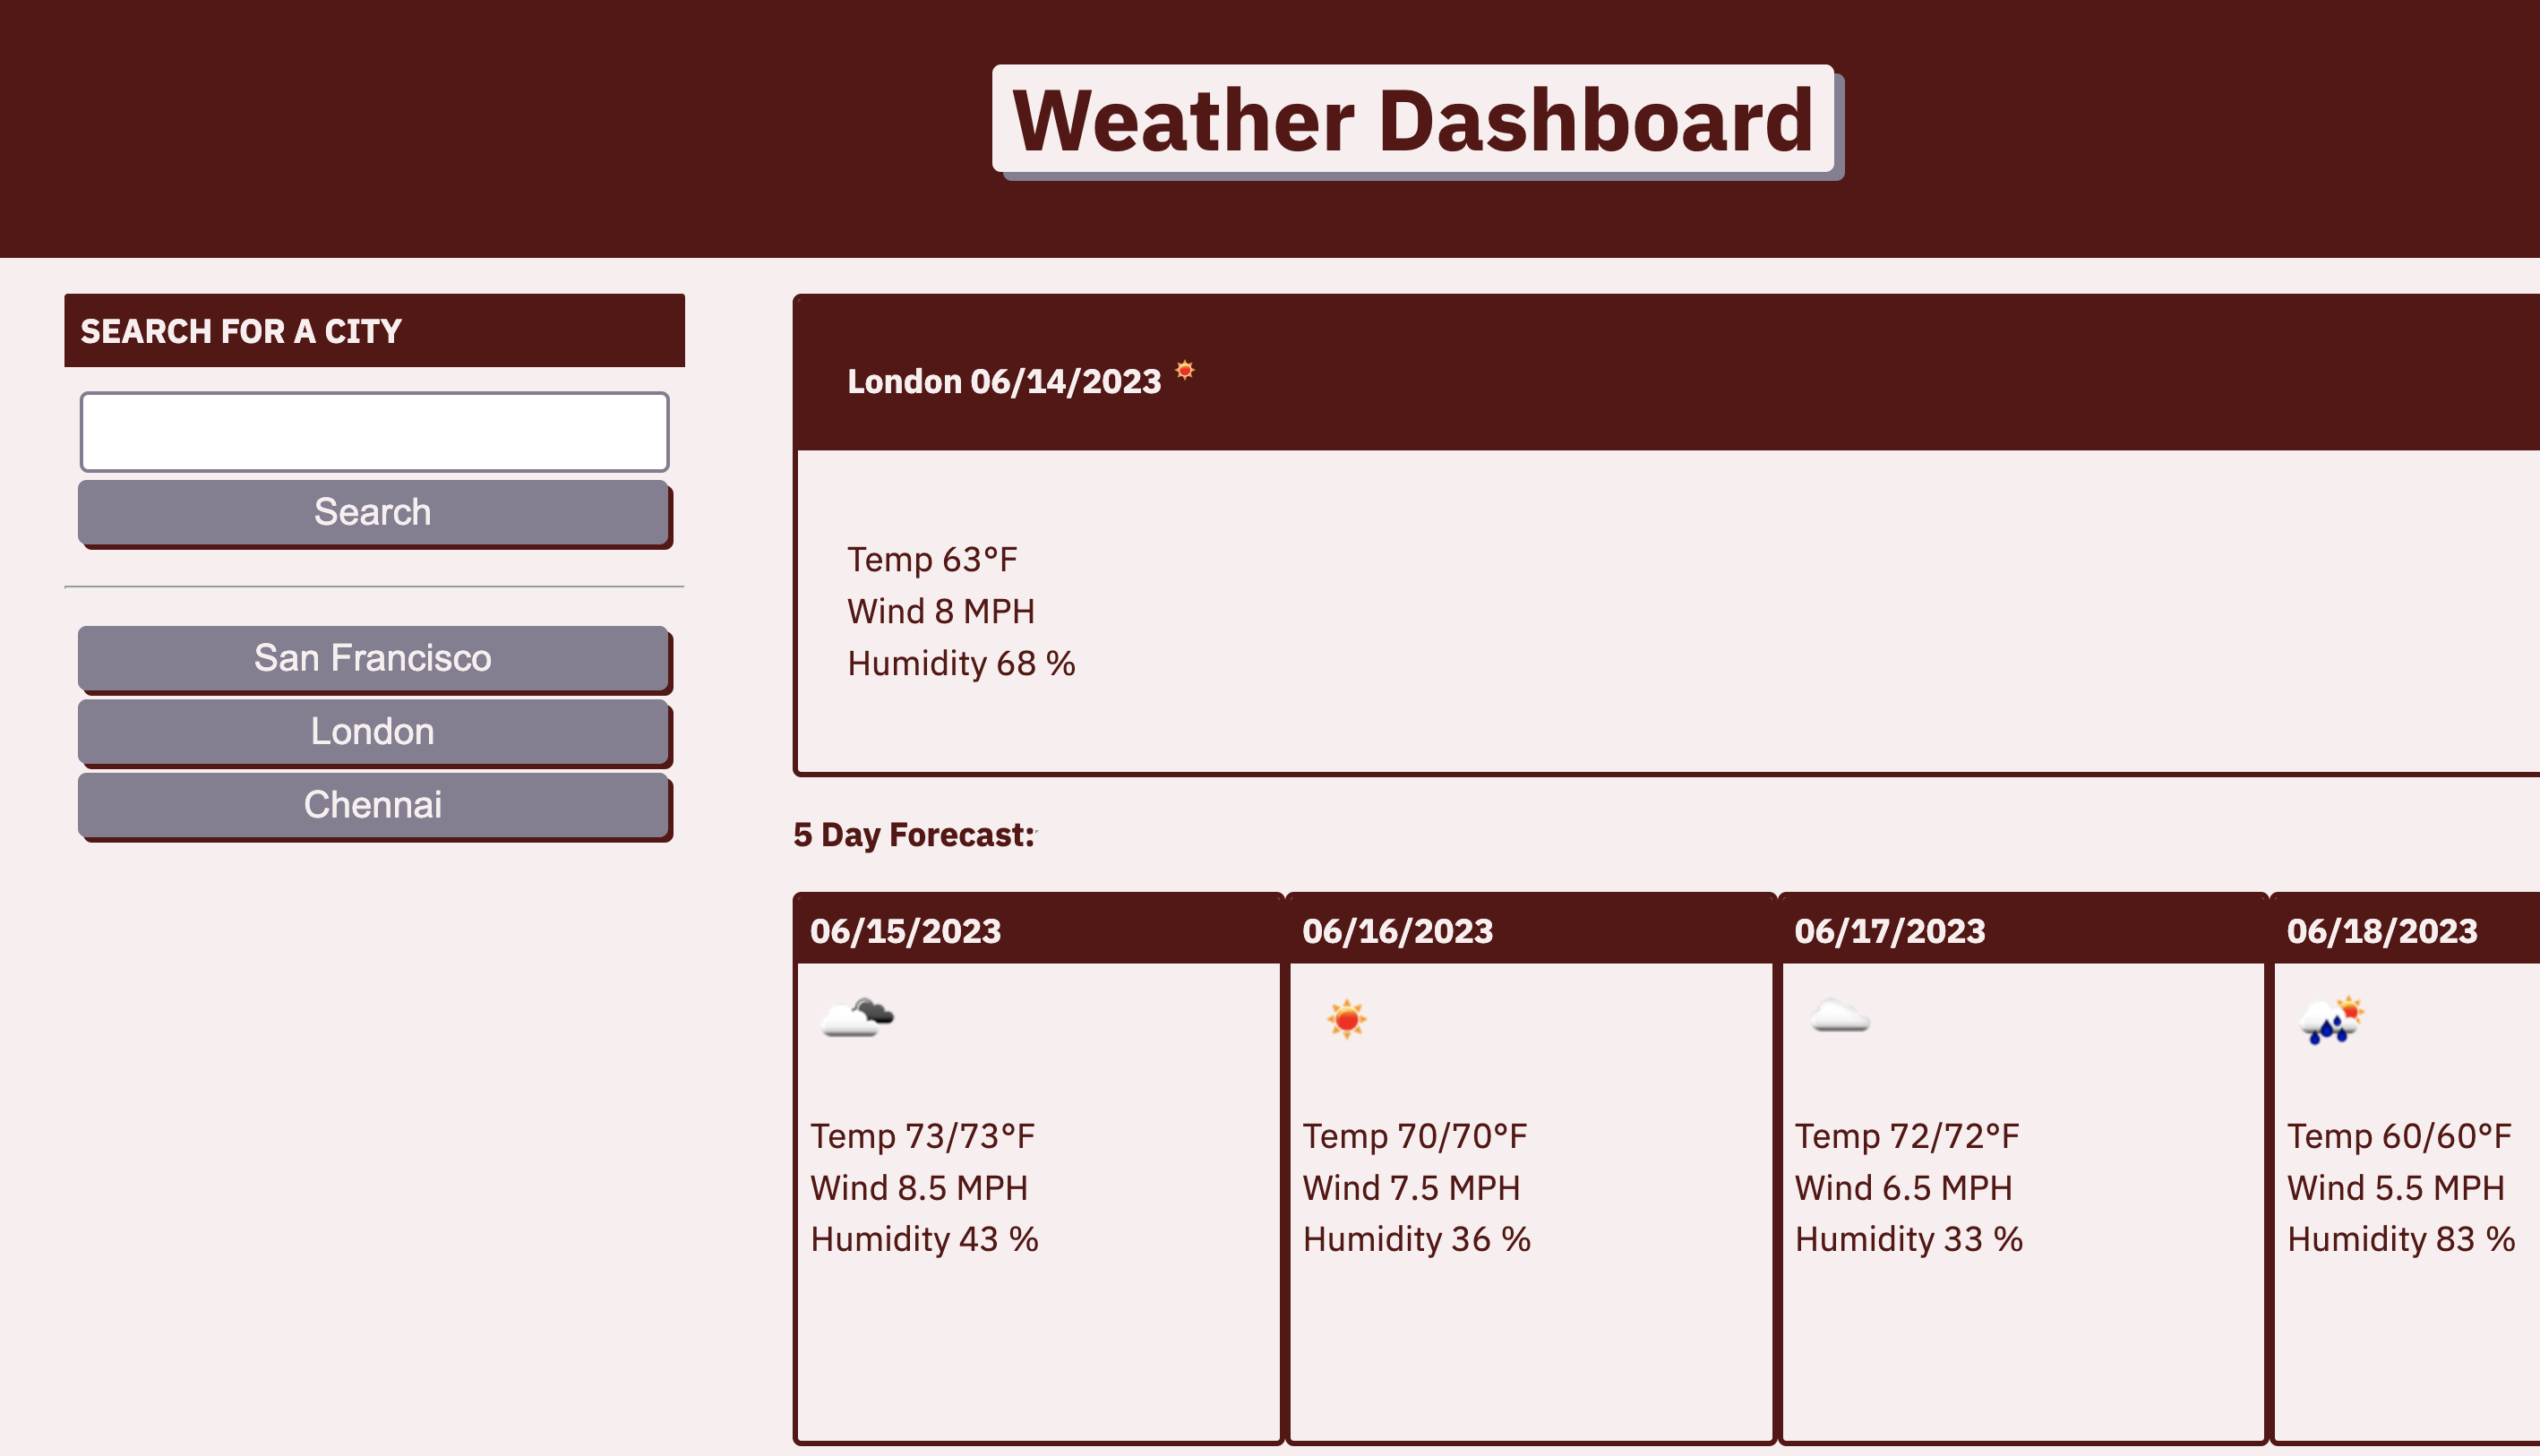 Weather Dashboard
SEARCH FOR A CITY
Search
San Francisco
London
Chennai
London 06/14/2023
Temp 63°F
Wind 8 MPH
Humidity 68 %
5 Day Forecast:
06/15/2023
Temp 73/73°F
Wind 8.5 MPH
Humidity 43 %
06/16/2023
Temp 70/70°F
Wind 7.5 MPH
Humidity 36 %
06/17/2023
Temp 72/72°F
Wind 6.5 MPH
Humidity 33 %
06/18/2023
Temp 60/60°F
Wind 5.5 MPH
Humidity 83 %